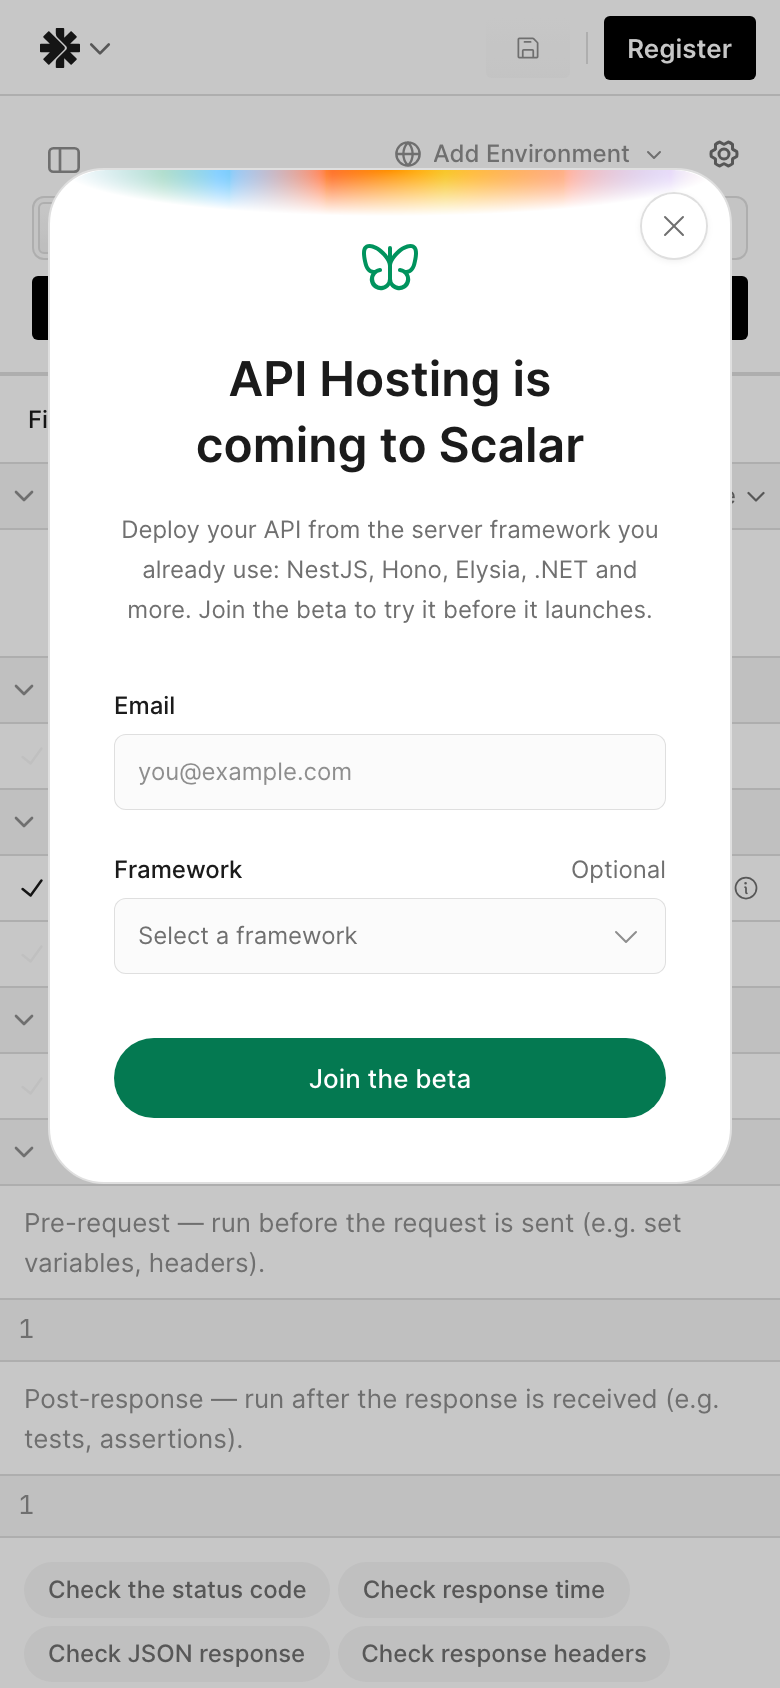 Register
Add Environment
API Hosting is
coming to Scalar
Deploy your API from the server framework you
already use: NestJS, Hono, Elysia, .NET and
more. Join the beta to try it before it launches.
Email
you@example.com
Framework
Optional
Select a framework
Join the beta
Pre-request — run before the request is sent (e.g. set
variables, headers).
1
Post-response — run after the response is received (e.g.
tests, assertions).
1
Check the status code
Check response time
Check JSON response
Check response headers